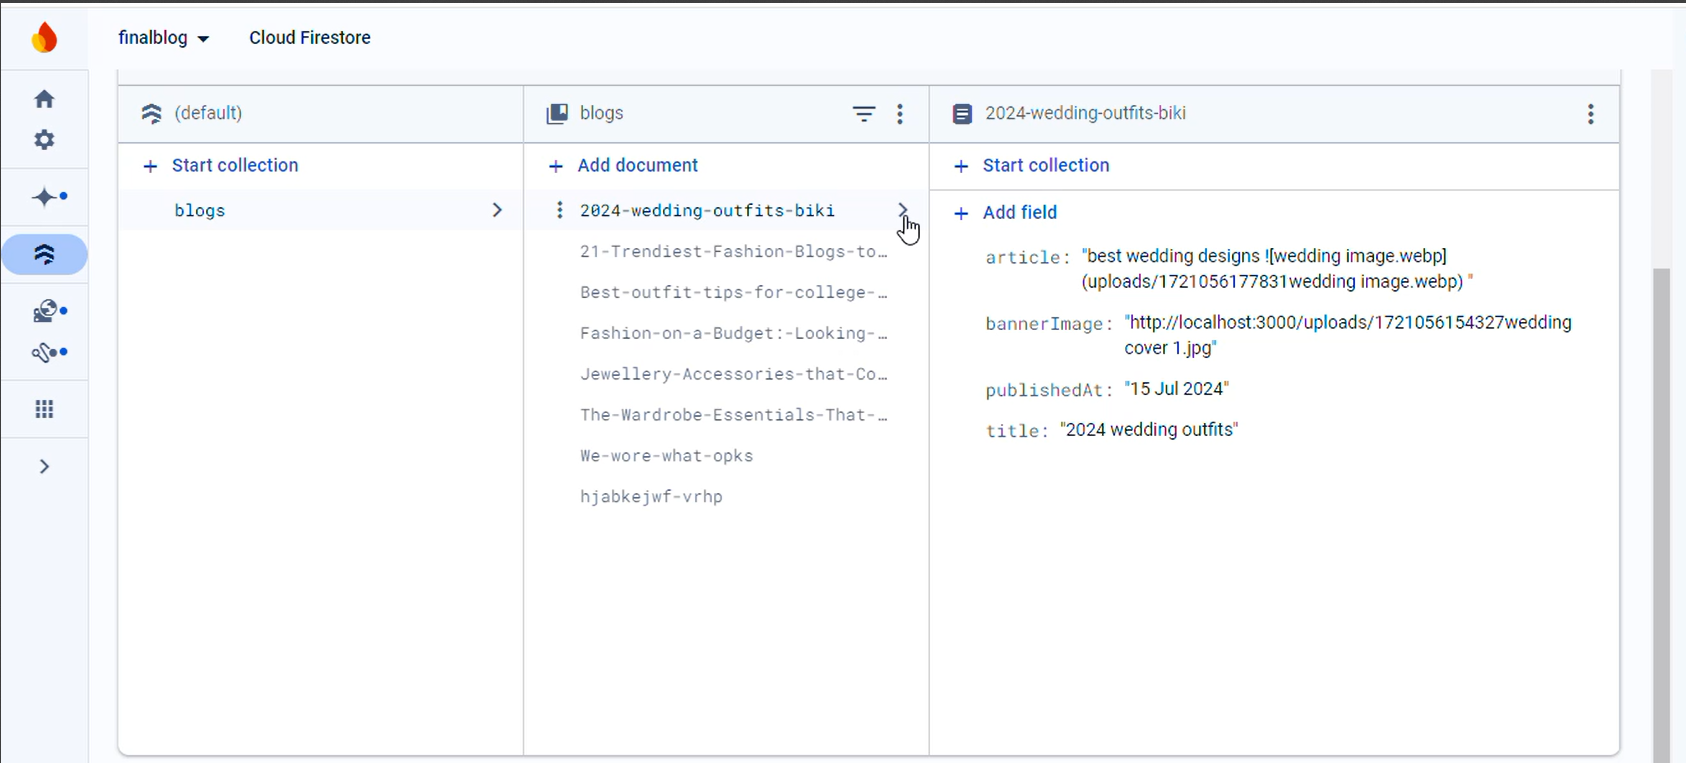 finalblog Cloud Firestore
(default)
Start collection
blogs
blogs
Add document
2024-wedding-outfits-biki
21-Trendiest-Fashion-Blogs-to…
Best-outfit-tips-for-college-…
Fashion-on-a-Budget:-Looking-…
Jewellery-Accessories-that-Co…
The-Wardrobe-Essentials-That-…
We-wore-what-opks
hjabkejwf-vrhp
2024-wedding-outfits-biki
Start collection
Add field
article: "best wedding designs ![wedding image.webp]
(uploads/1721056177831wedding image.webp) "
bannerImage: "http://localhost:3000/uploads/1721056154327wedding
cover 1.jpg"
publishedAt: "15 Jul 2024"
title: "2024 wedding outfits"